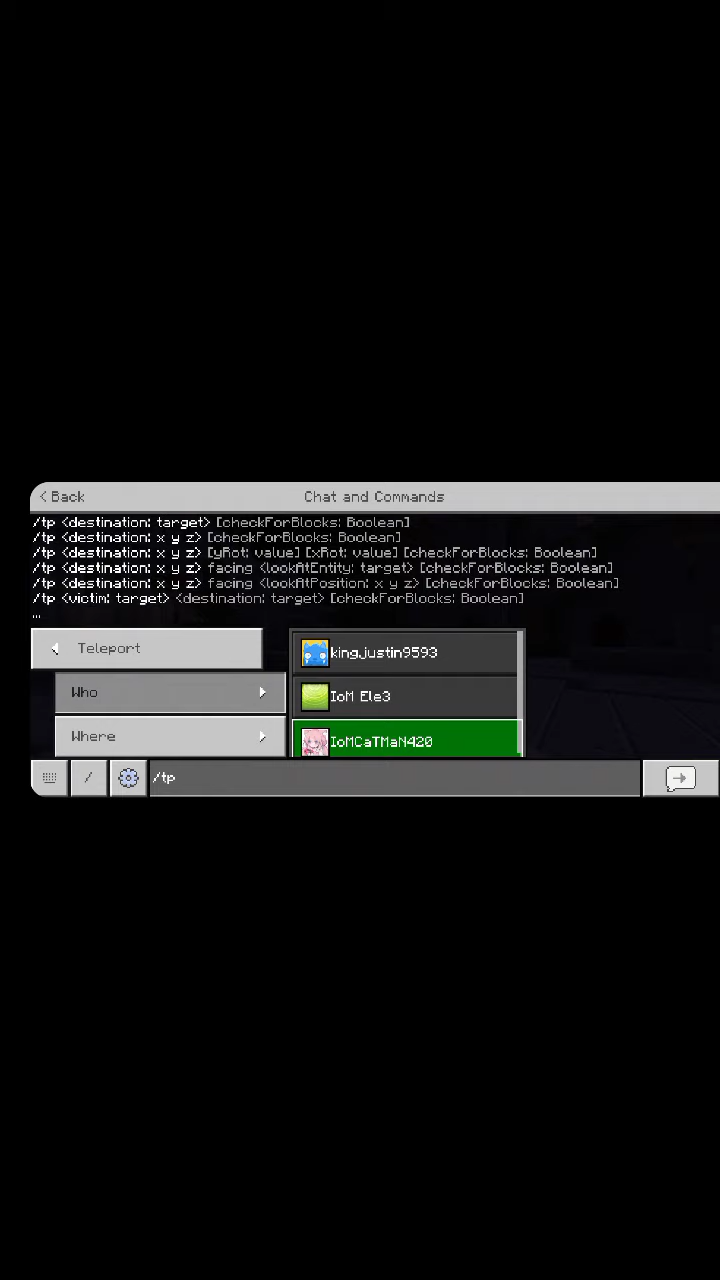 Back
Chat and Commands
/tp <destination: target> [checkForBlocks: Boolean]
/tp <destination: x y z> [checkForBlocks: Boolean]
/tp <destination: x y z> [yRot: value] [xRot: value] [checkForBlocks: Boolean]
/tp <destination: x y z> facing <lookAtEntity: target> [checkForBlocks: Boolean]
/tp <destination: x y z> facing <lookAtPosition: x y z> [checkForBlocks: Boolean]
/tp <victim: target> <destination: target> [checkForBlocks: Boolean]
...
Teleport
king.justin9593
Who
IoM Ele3
Where
IoMCaTMaN420
/
/tp